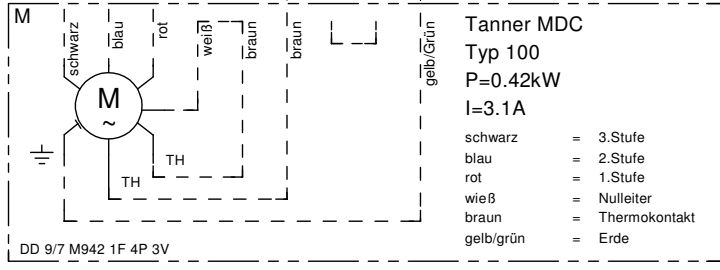 M
schwarz
blau
rot
weiß
braun
braun
gelb/Grün
M
~
TH
TH
DD 9/7 M942 1F 4P 3V
Tanner MDC
Typ 100
P=0.42kW
I=3.1A
schwarz = 3.Stufe
blau = 2.Stufe
rot = 1.Stufe
wieß = Nulleiter
braun = Thermokontakt
gelb/grün = Erde